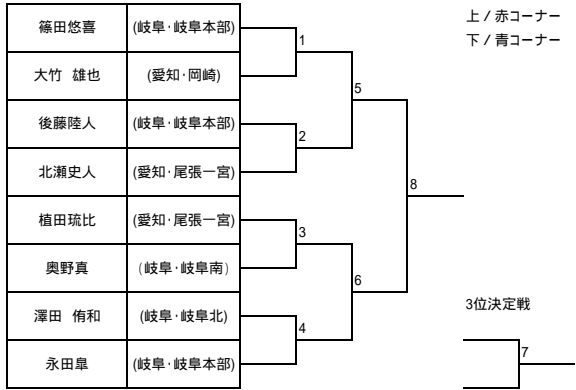 上 / 赤コーナー
下 / 青コーナー
篠田悠喜 (岐阜・岐阜本部)
1
大竹 雄也 (愛知・岡崎)
5
後藤陸人 (岐阜・岐阜本部)
2
北瀬史人 (愛知・尾張一宮)
8
植田琉比 (愛知・尾張一宮)
3
奥野真 (岐阜・岐阜南)
6
澤田 侑和 (岐阜・岐阜北)
3位決定戦
4
永田皐 (岐阜・岐阜本部)
7